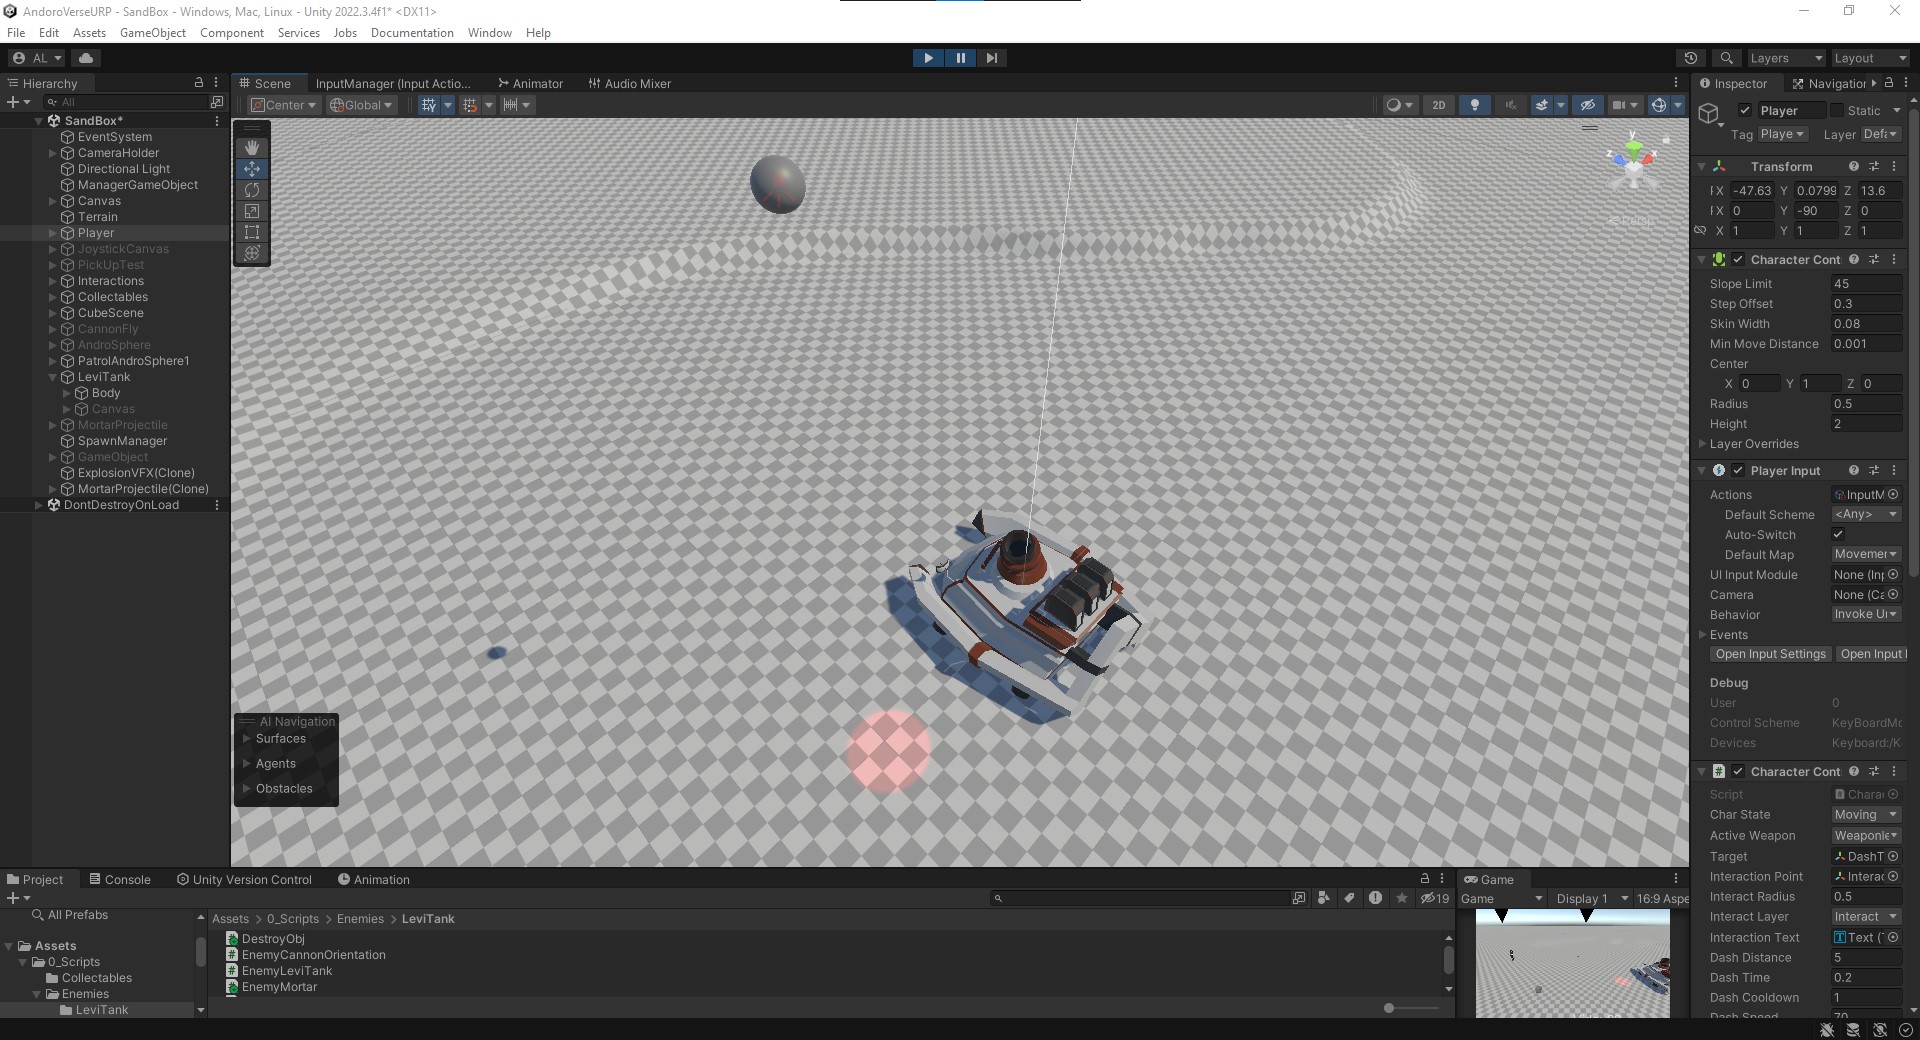 AndoroVerseURP - SandBox - Windows, Mac, Linux - Unity 2022.3.4f1* <DX11>
File Edit Assets GameObject Component Services Jobs Documentation Window Help
AL Layers Layout
Hierarchy
All
SandBox*
EventSystem
CameraHolder
Directional Light
ManagerGameObject
Canvas
Terrain
Player
JoystickCanvas
PickUpTest
Interactions
Collectables
CubeScene
CannonFly
AndroSphere
PatrolAndroSphere1
LeviTank
Body
Canvas
MortarProjectile
SpawnManager
GameObject
ExplosionVFX(Clone)
MortarProjectile(Clone)
DontDestroyOnLoad
Scene InputManager (Input Actio... Animator Audio Mixer
Center Global 2D
y
z x
Persp
AI Navigation
Surfaces
Agents
Obstacles
Inspector Navigation
Player Static
Tag Playe Layer Defa
Transform
X -47.63 Y 0.0799 Z 13.6
X 0 Y -90 Z 0
X 1 Y 1 Z 1
Character Cont
Slope Limit 45
Step Offset 0.3
Skin Width 0.08
Min Move Distance 0.001
Center
X 0 Y 1 Z 0
Radius 0.5
Height 2
Layer Overrides
Player Input
Actions InputM
Default Scheme <Any>
Auto-Switch
Default Map Movemen
UI Input Module None (Inp
Camera None (Ca
Behavior Invoke Un
Events
Open Input Settings Open Input
Debug
User 0
Control Scheme KeyBoardMo
Devices Keyboard:/K
Character Cont
Script Charac
Char State Moving
Active Weapon Weaponle
Target DashT
Interaction Point Interac
Interact Radius 0.5
Interact Layer Interact
Interaction Text Text (
Dash Distance 5
Dash Time 0.2
Dash Cooldown 1
Dash Speed 70
Project Console Unity Version Control Animation
19
All Prefabs
Assets
0_Scripts
Collectables
Enemies
LeviTank
Assets > 0_Scripts > Enemies > LeviTank
DestroyObj
EnemyCannonOrientation
EnemyLeviTank
EnemyMortar
Game
Game Display 1 16:9 Aspe